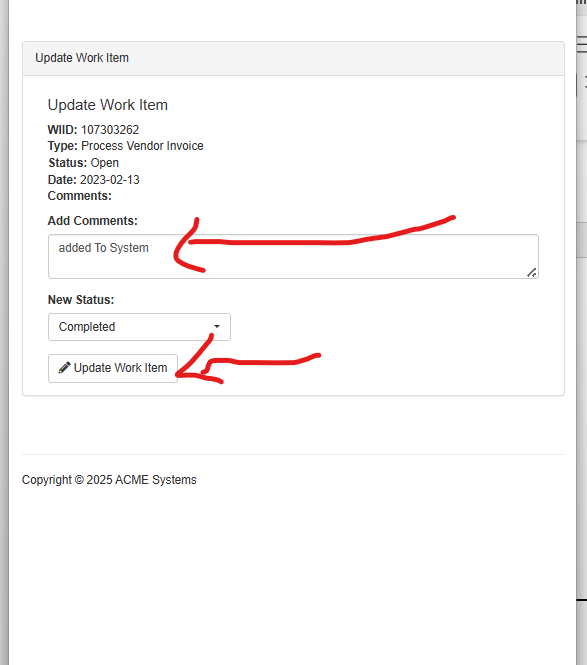 Update Work Item
Update Work Item
WIID: 107303262
Type: Process Vendor Invoice
Status: Open
Date: 2023-02-13
Comments:
Add Comments:
added To System
New Status:
Completed
Update Work Item
Copyright © 2025 ACME Systems